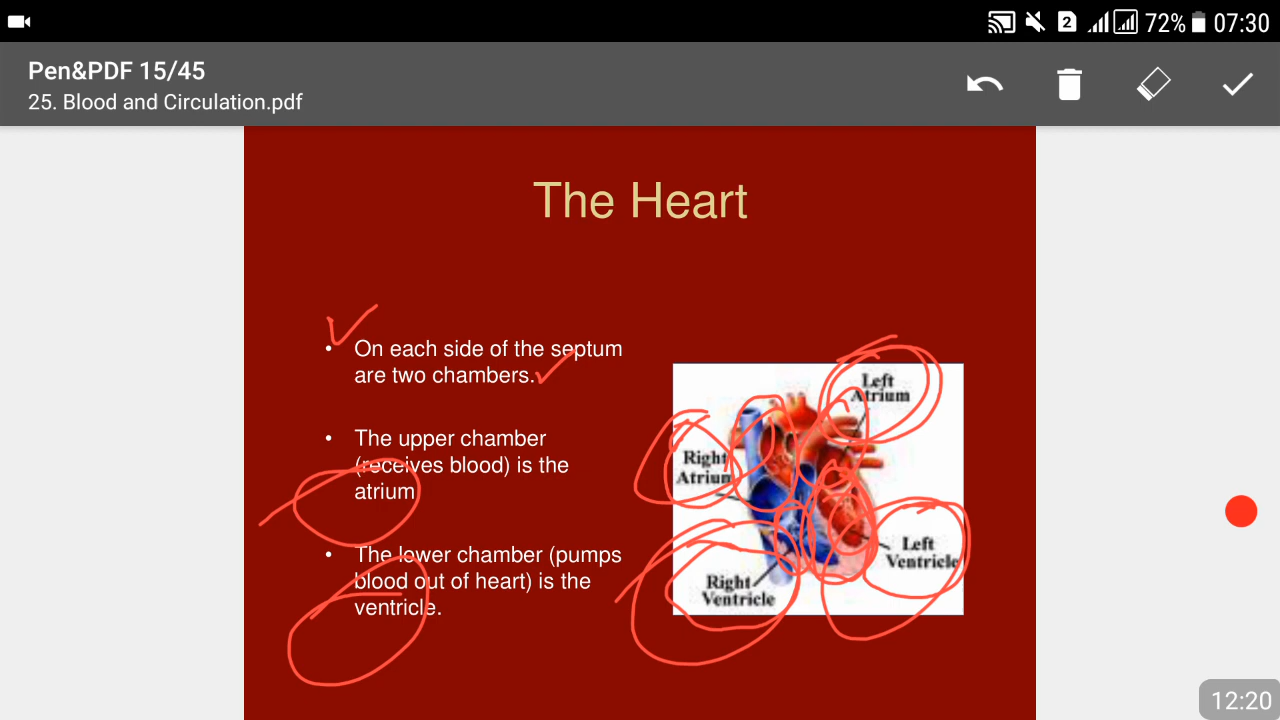 2 72% 07:30
Pen&PDF 15/45
25. Blood and Circulation.pdf
The Heart
• On each side of the septum
are two chambers.
• The upper chamber
(receives blood) is the
atrium
• The lower chamber (pumps
blood out of heart) is the
ventricle.
Left
Atrium
Right
Atrium
Left
Ventricle
Right
Ventricle
12:20